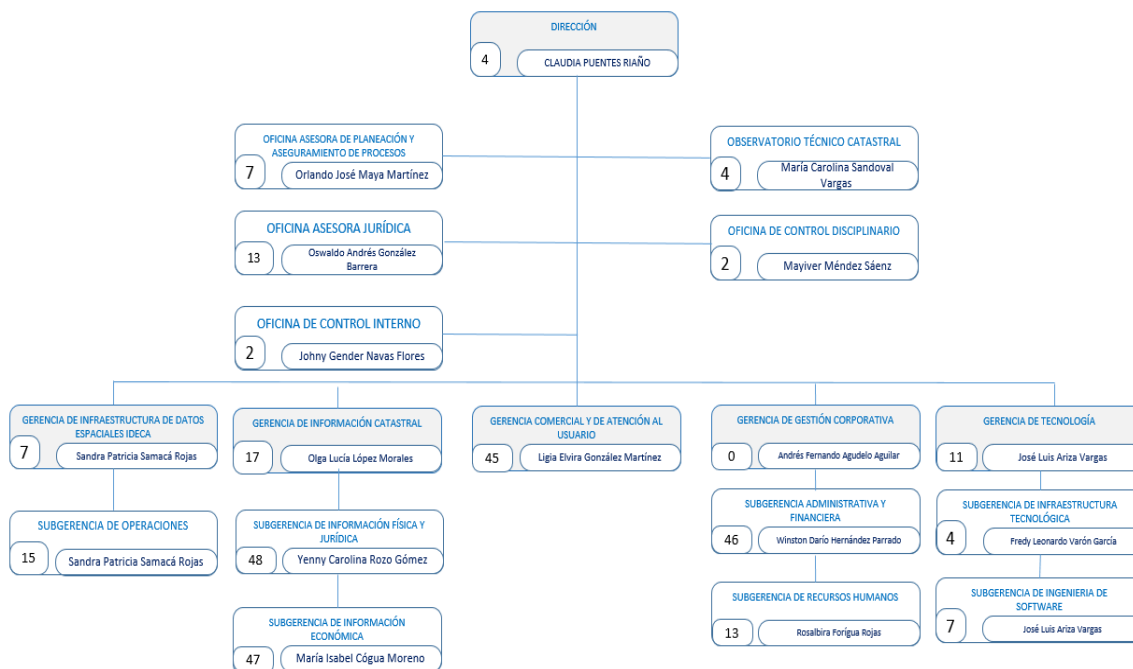 DIRECCIÓN
4
CLAUDIA PUENTES RIAÑO
OFICINA ASESORA DE PLANEACIÓN Y
ASEGURAMIENTO DE PROCESOS
7
Orlando José Maya Martínez
OBSERVATORIO TÉCNICO CATASTRAL
4
María Carolina Sandoval
Vargas
OFICINA ASESORA JURÍDICA
13
Oswaldo Andrés González
Barrera
OFICINA DE CONTROL DISCIPLINARIO
2
Mayiver Méndez Sáenz
OFICINA DE CONTROL INTERNO
2
Johny Gender Navas Flores
GERENCIA DE INFRAESTRUCTURA DE DATOS
ESPACIALES IDECA
7
Sandra Patricia Samacá Rojas
GERENCIA DE INFORMACIÓN CATASTRAL
17
Olga Lucía López Morales
GERENCIA COMERCIAL Y DE ATENCIÓN AL
USUARIO
45
Ligia Elvira González Martínez
GERENCIA DE GESTIÓN CORPORATIVA
0
Andrés Fernando Agudelo Aguilar
GERENCIA DE TECNOLOGÍA
11
José Luis Ariza Vargas
SUBGERENCIA DE OPERACIONES
15
Sandra Patricia Samacá Rojas
SUBGERENCIA DE INFORMACIÓN FÍSICA Y
JURÍDICA
48
Yenny Carolina Rozo Gómez
SUBGERENCIA ADMINISTRATIVA Y
FINANCIERA
46
Winston Darío Hernández Parrado
SUBGERENCIA DE INFRAESTRUCTURA
TECNOLÓGICA
4
Fredy Leonardo Varón García
SUBGERENCIA DE INFORMACIÓN
ECONÓMICA
47
María Isabel Cógua Moreno
SUBGERENCIA DE RECURSOS HUMANOS
13
Rosalbira Forígua Rojas
SUBGERENCIA DE INGENIERIA DE
SOFTWARE
7
José Luis Ariza Vargas